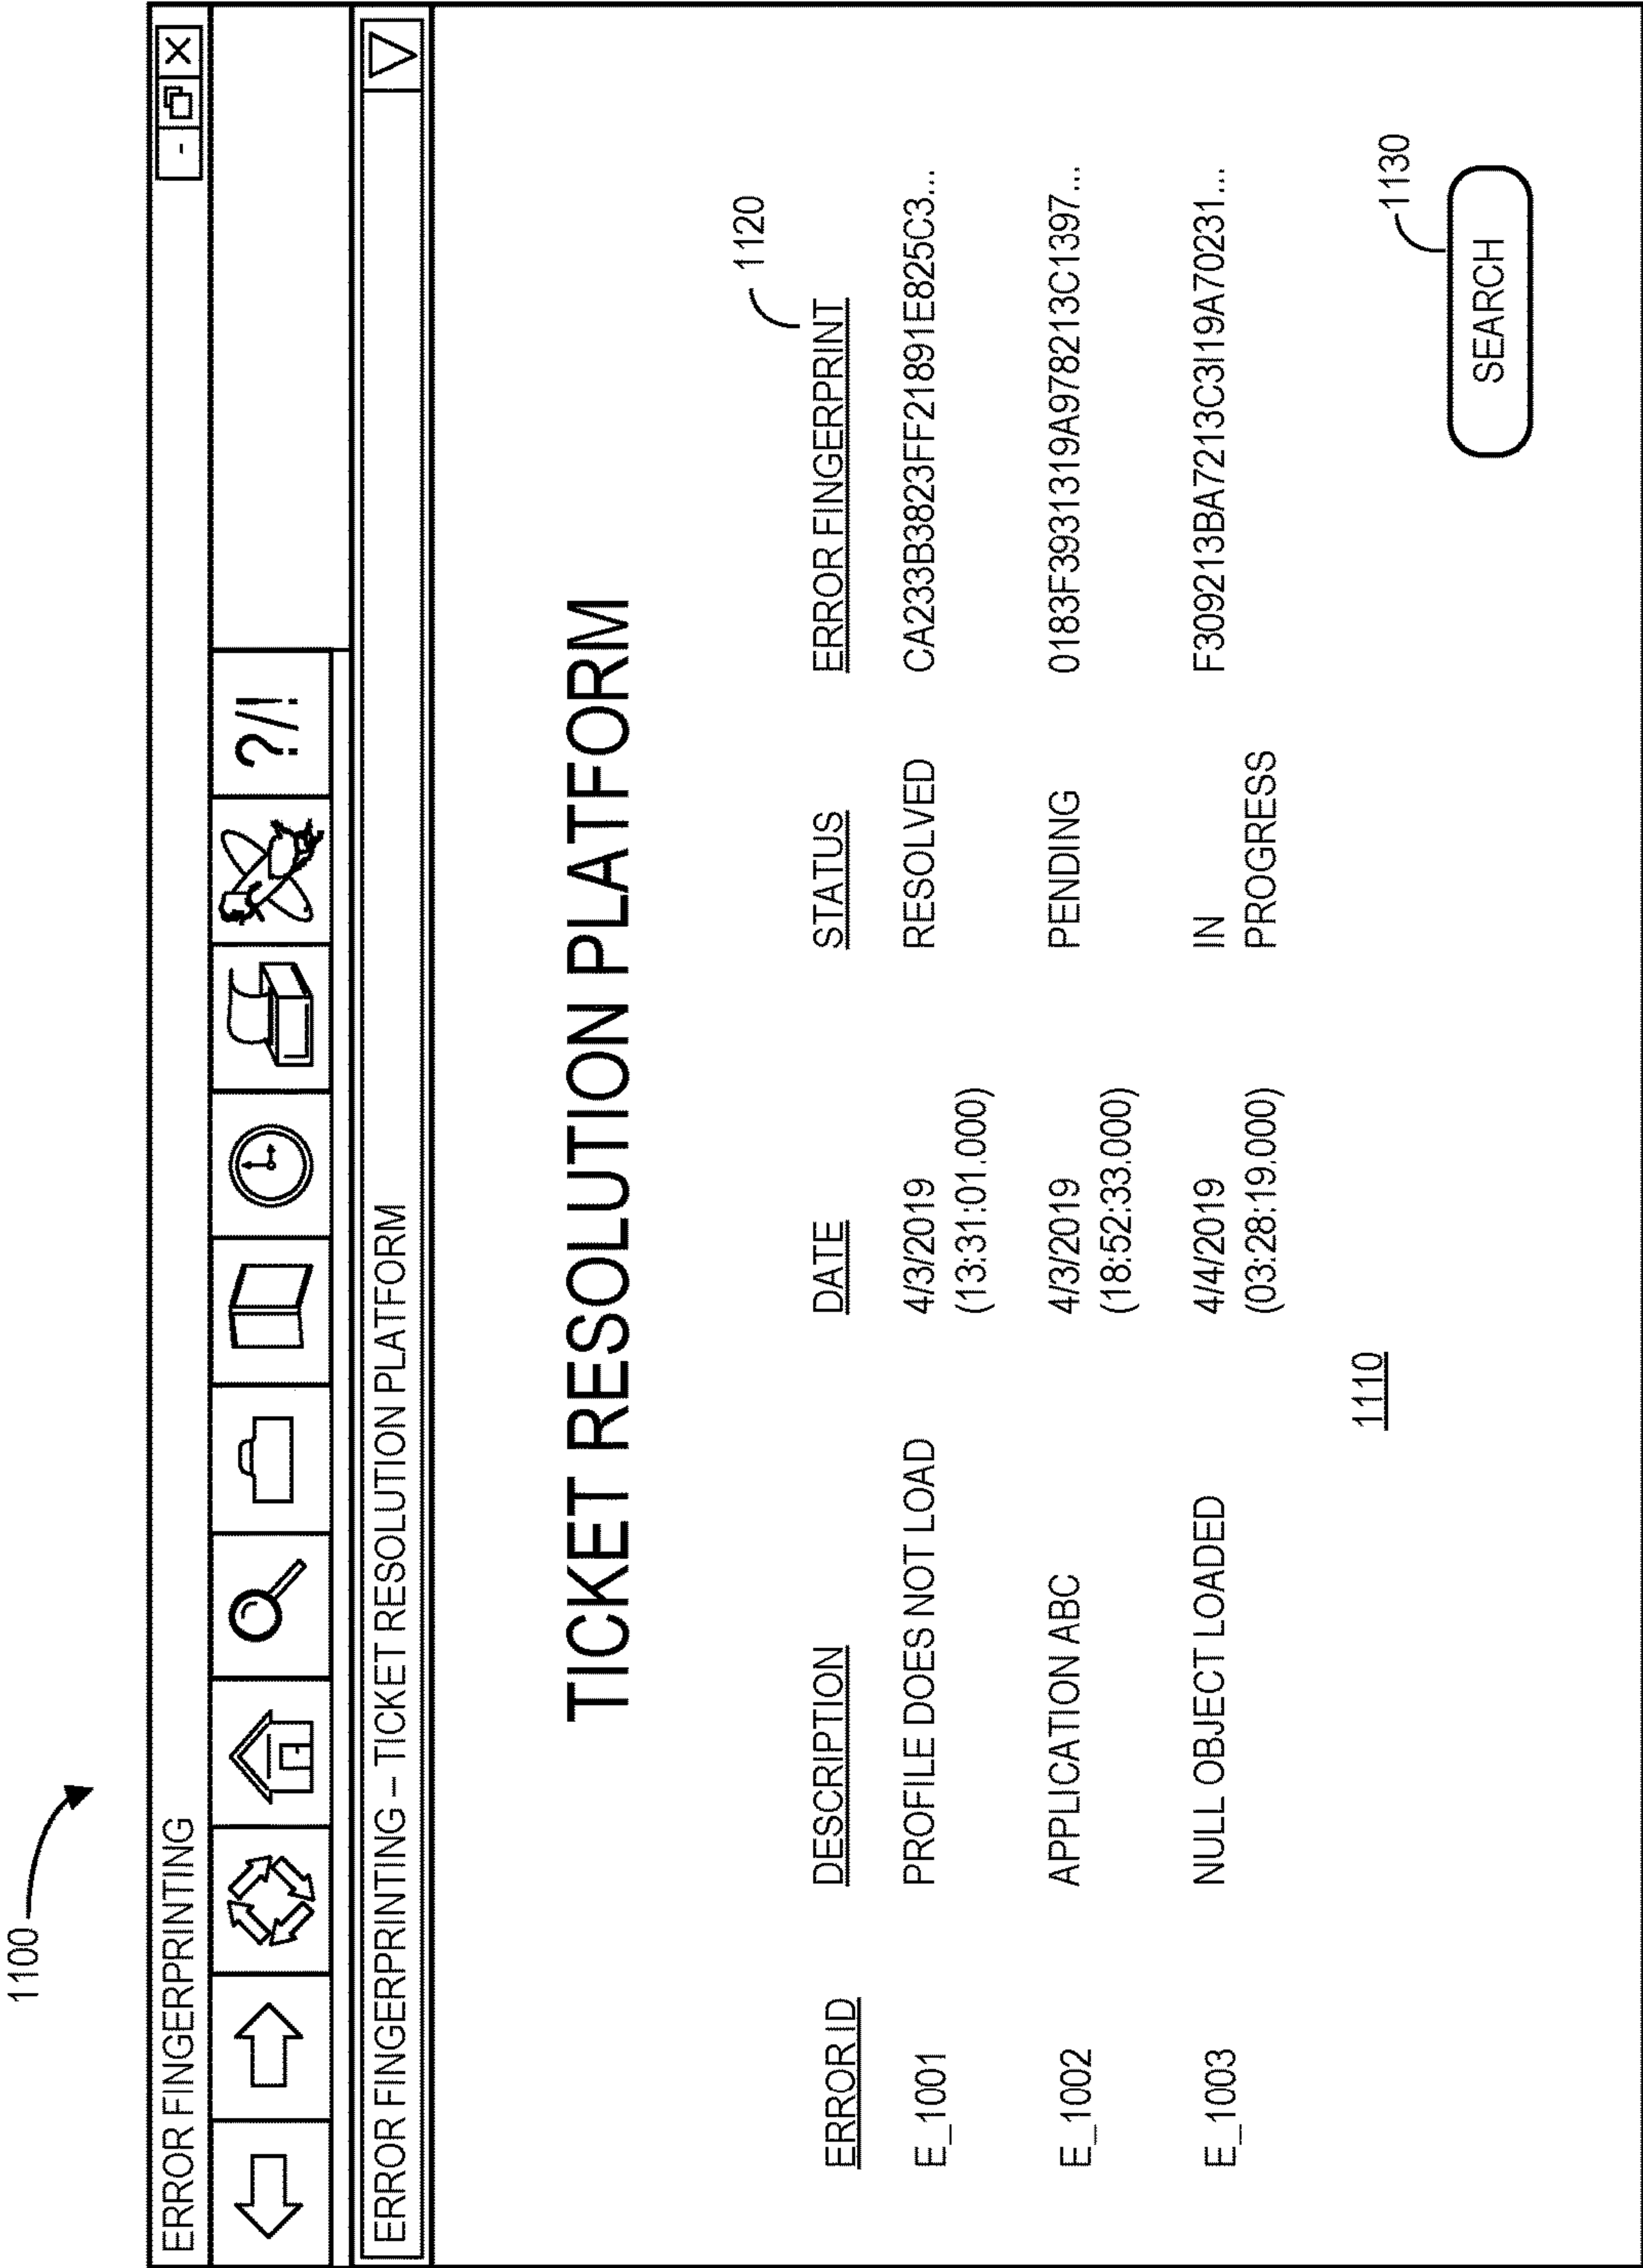 1100
ERROR FINGERPRINTING
- X
?/!
ERROR FINGERPRINTING – TICKET RESOLUTION PLATFORM
TICKET RESOLUTION PLATFORM
1120
ERROR ID DESCRIPTION DATE STATUS ERROR FINGERPRINT
E_1001 PROFILE DOES NOT LOAD 4/3/2019 RESOLVED CA233B3823FF21891E825C3...
(13:31:01.000)
E_1002 APPLICATION ABC 4/3/2019 PENDING 0183F3931319A978213C1397...
(18:52:33.000)
E_1003 NULL OBJECT LOADED 4/4/2019 IN F309213BA7213C3I19A70231...
(03:28:19.000) PROGRESS
1110
1130
SEARCH